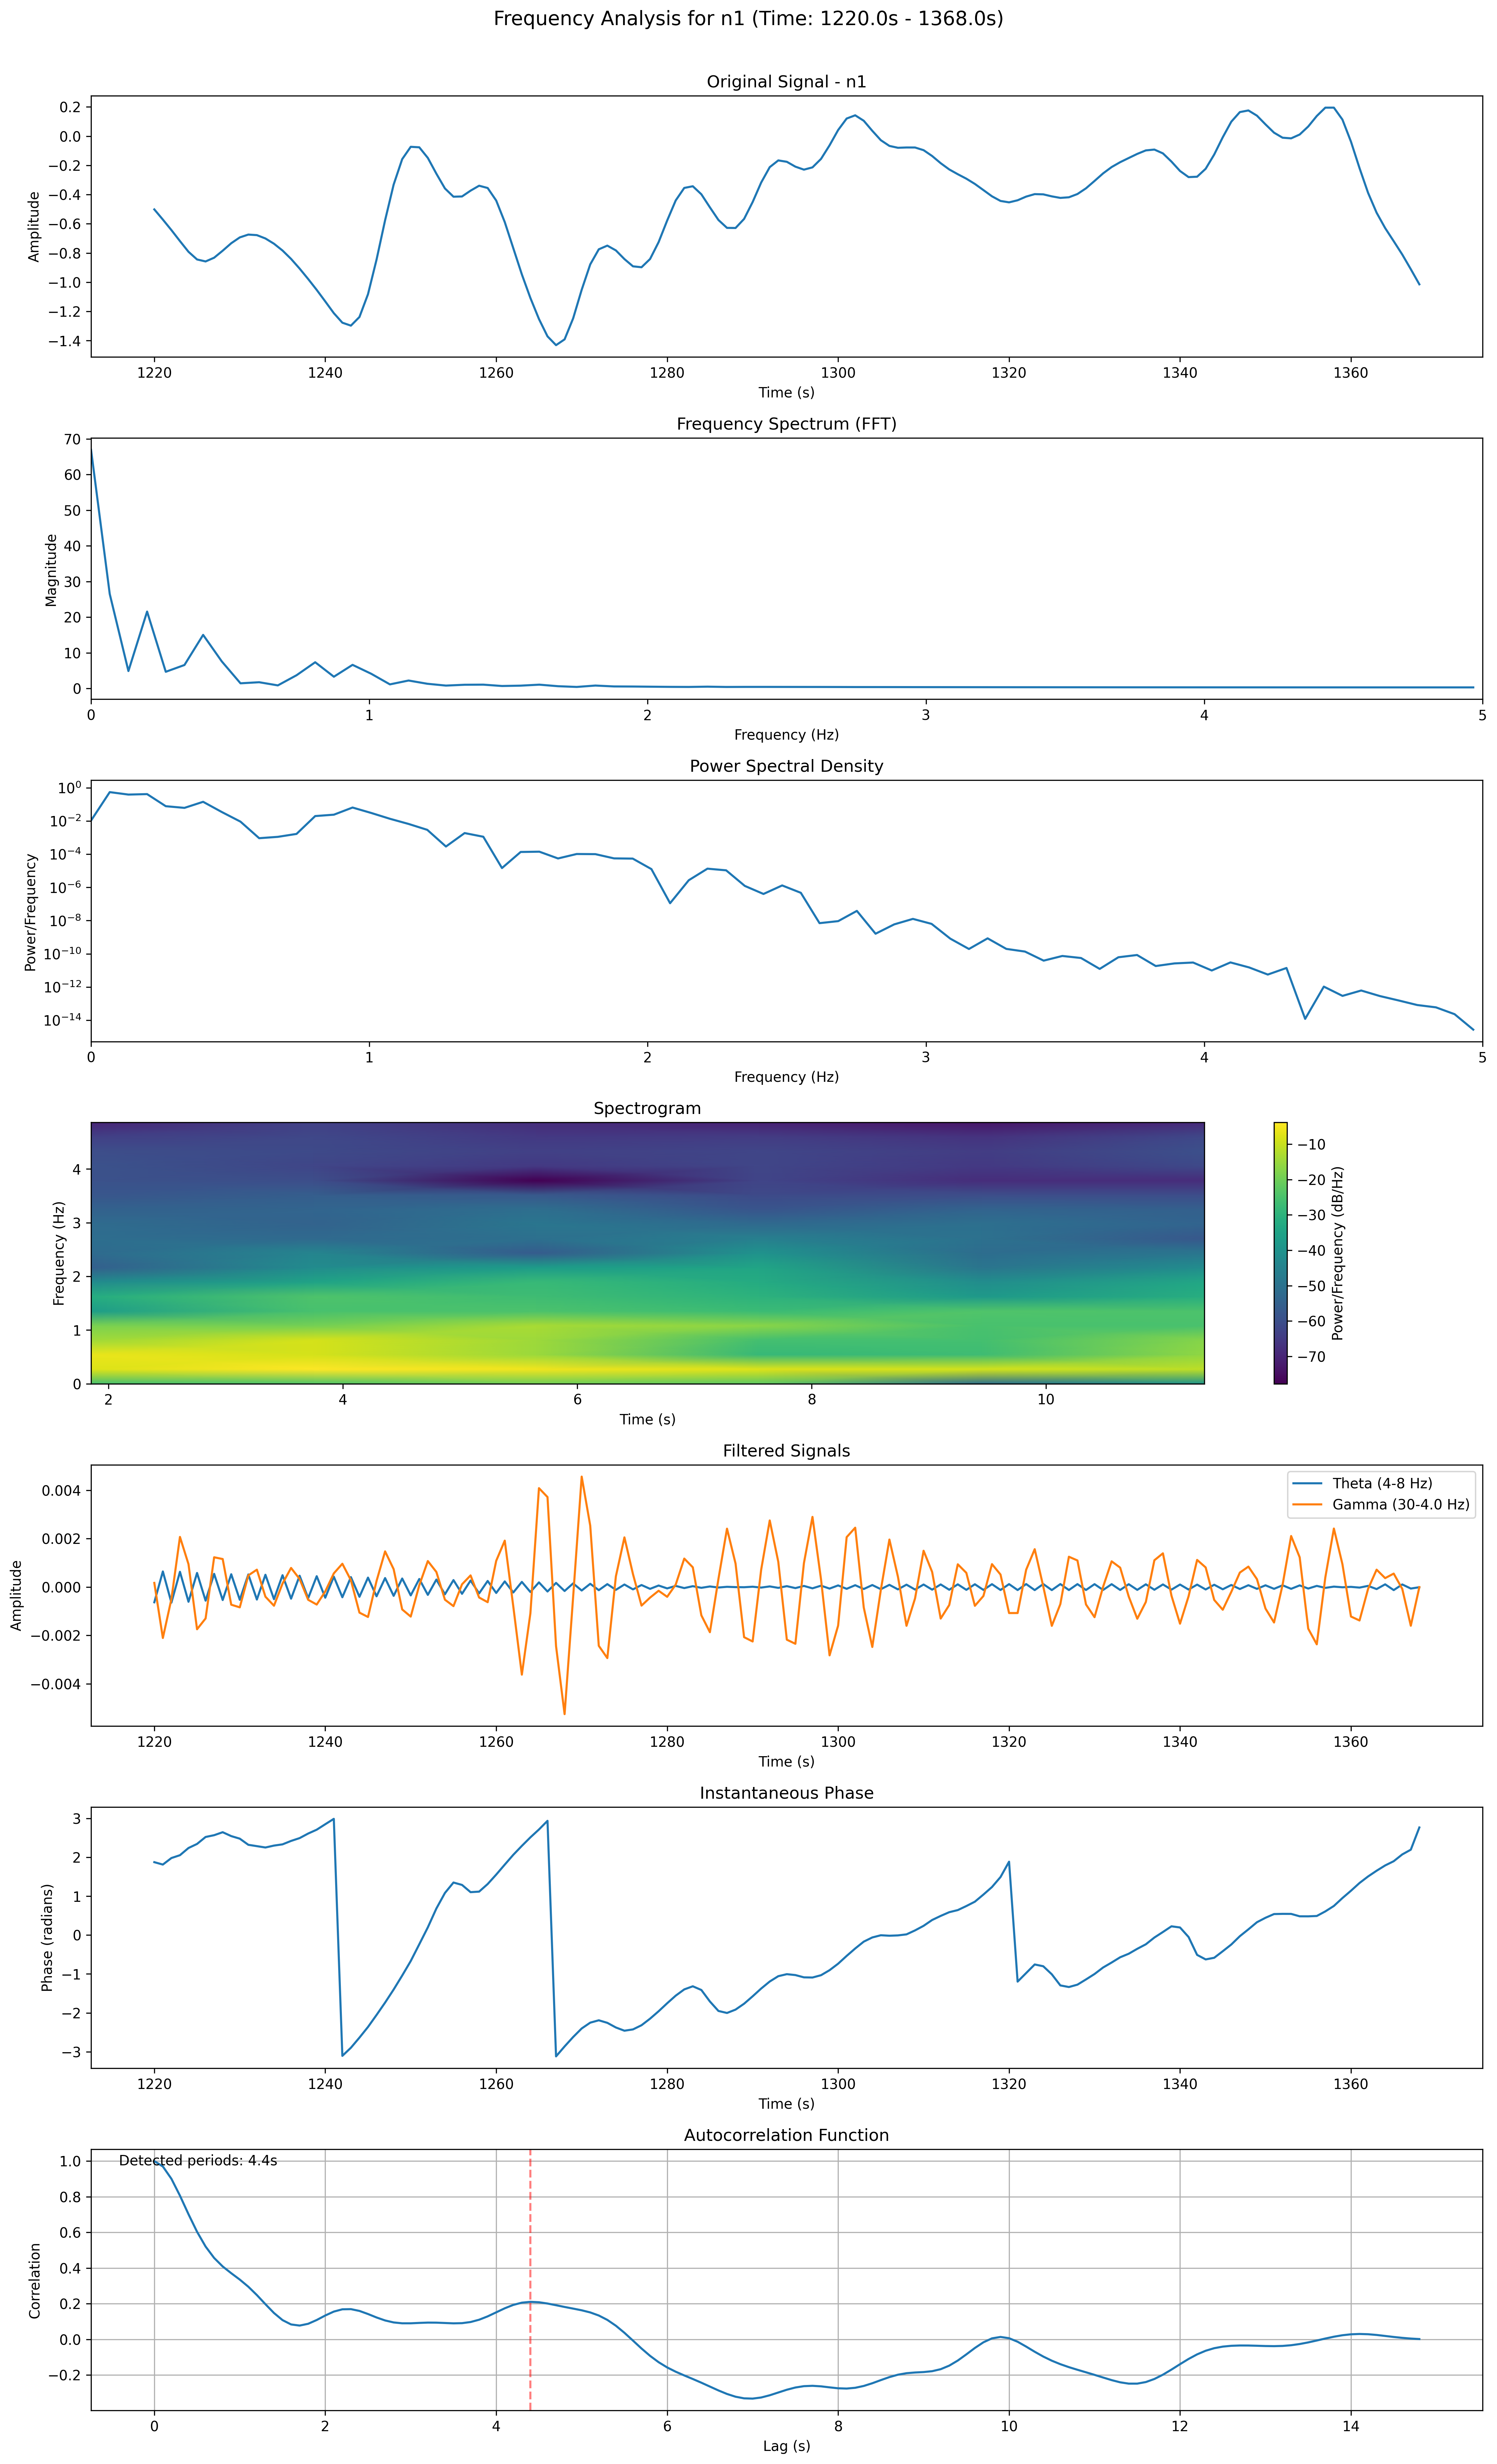 Frequency Analysis for n1 (Time: 1220.0s - 1368.0s)
Original Signal - n1
Amplitude
0.2
0.0
−0.2
−0.4
−0.6
−0.8
−1.0
−1.2
−1.4
1220 1240 1260 1280 1300 1320 1340 1360
Time (s)
Frequency Spectrum (FFT)
Magnitude
70
60
50
40
30
20
10
0
0 1 2 3 4 5
Frequency (Hz)
Power Spectral Density
Power/Frequency
10⁰
10⁻²
10⁻⁴
10⁻⁶
10⁻⁸
10⁻¹⁰
10⁻¹²
10⁻¹⁴
0 1 2 3 4 5
Frequency (Hz)
Spectrogram
Frequency (Hz)
4
3
2
1
0
2 4 6 8 10
Time (s)
−10
−20
−30
−40
−50
−60
−70
Power/Frequency (dB/Hz)
Filtered Signals
Amplitude
0.004
0.002
0.000
−0.002
−0.004
Theta (4-8 Hz)
Gamma (30-4.0 Hz)
1220 1240 1260 1280 1300 1320 1340 1360
Time (s)
Instantaneous Phase
Phase (radians)
3
2
1
0
−1
−2
−3
1220 1240 1260 1280 1300 1320 1340 1360
Time (s)
Autocorrelation Function
Detected periods: 4.4s
Correlation
1.0
0.8
0.6
0.4
0.2
0.0
−0.2
0 2 4 6 8 10 12 14
Lag (s)